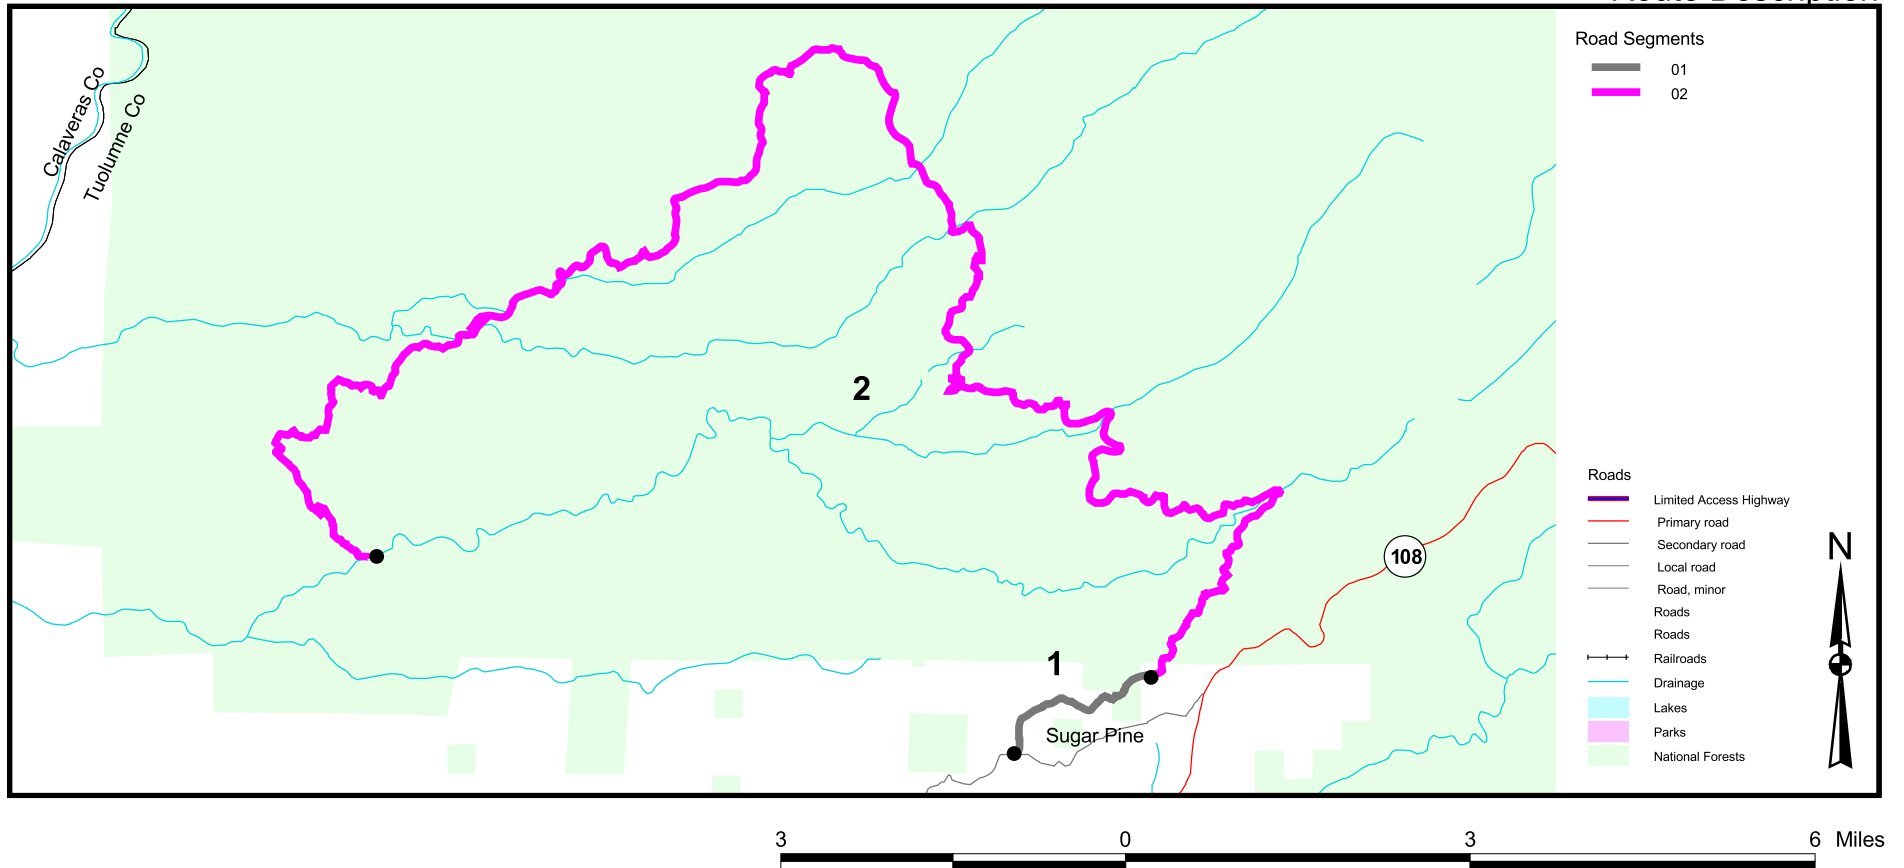 Route Description
Calaveras Co
Tuolumne Co
2
1
Sugar Pine
108
Road Segments
01
02
Roads
Limited Access Highway
Primary road
Secondary road
Local road
Road, minor
Roads
Roads
Railroads
Drainage
Lakes
Parks
National Forests
N
3 0 3 6 Miles